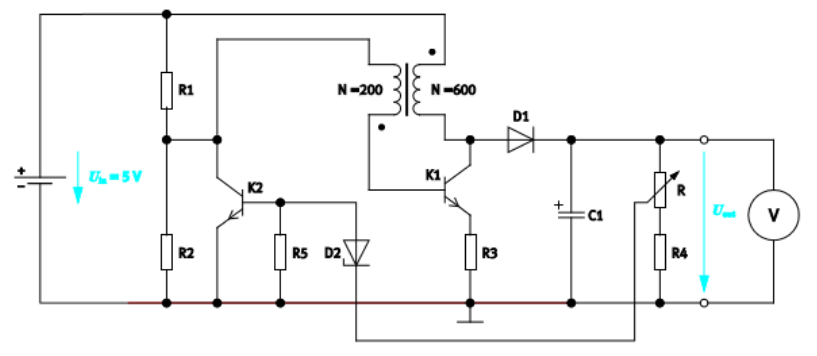 R1
N =200
N =600
D1
+
-
Uin = 5 V
K2
K1
R
+
C1
Uout
V
R2
R5
D2
R3
R4